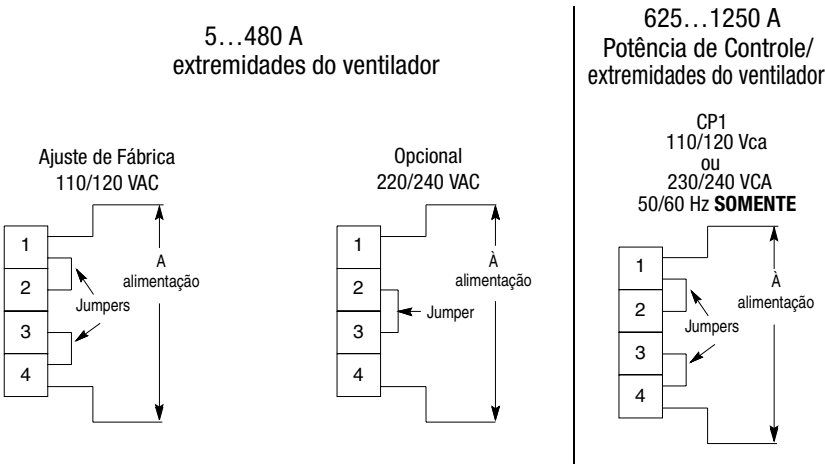 5…480 A
extremidades do ventilador
Ajuste de Fábrica
110/120 VAC
1
2
3
4
Jumpers
A
alimentação
Opcional
220/240 VAC
1
2
3
4
Jumper
À
alimentação
625…1250 A
Potência de Controle/
extremidades do ventilador
CP1
110/120 Vca
ou
230/240 VCA
50/60 Hz SOMENTE
1
2
3
4
Jumpers
À
alimentação